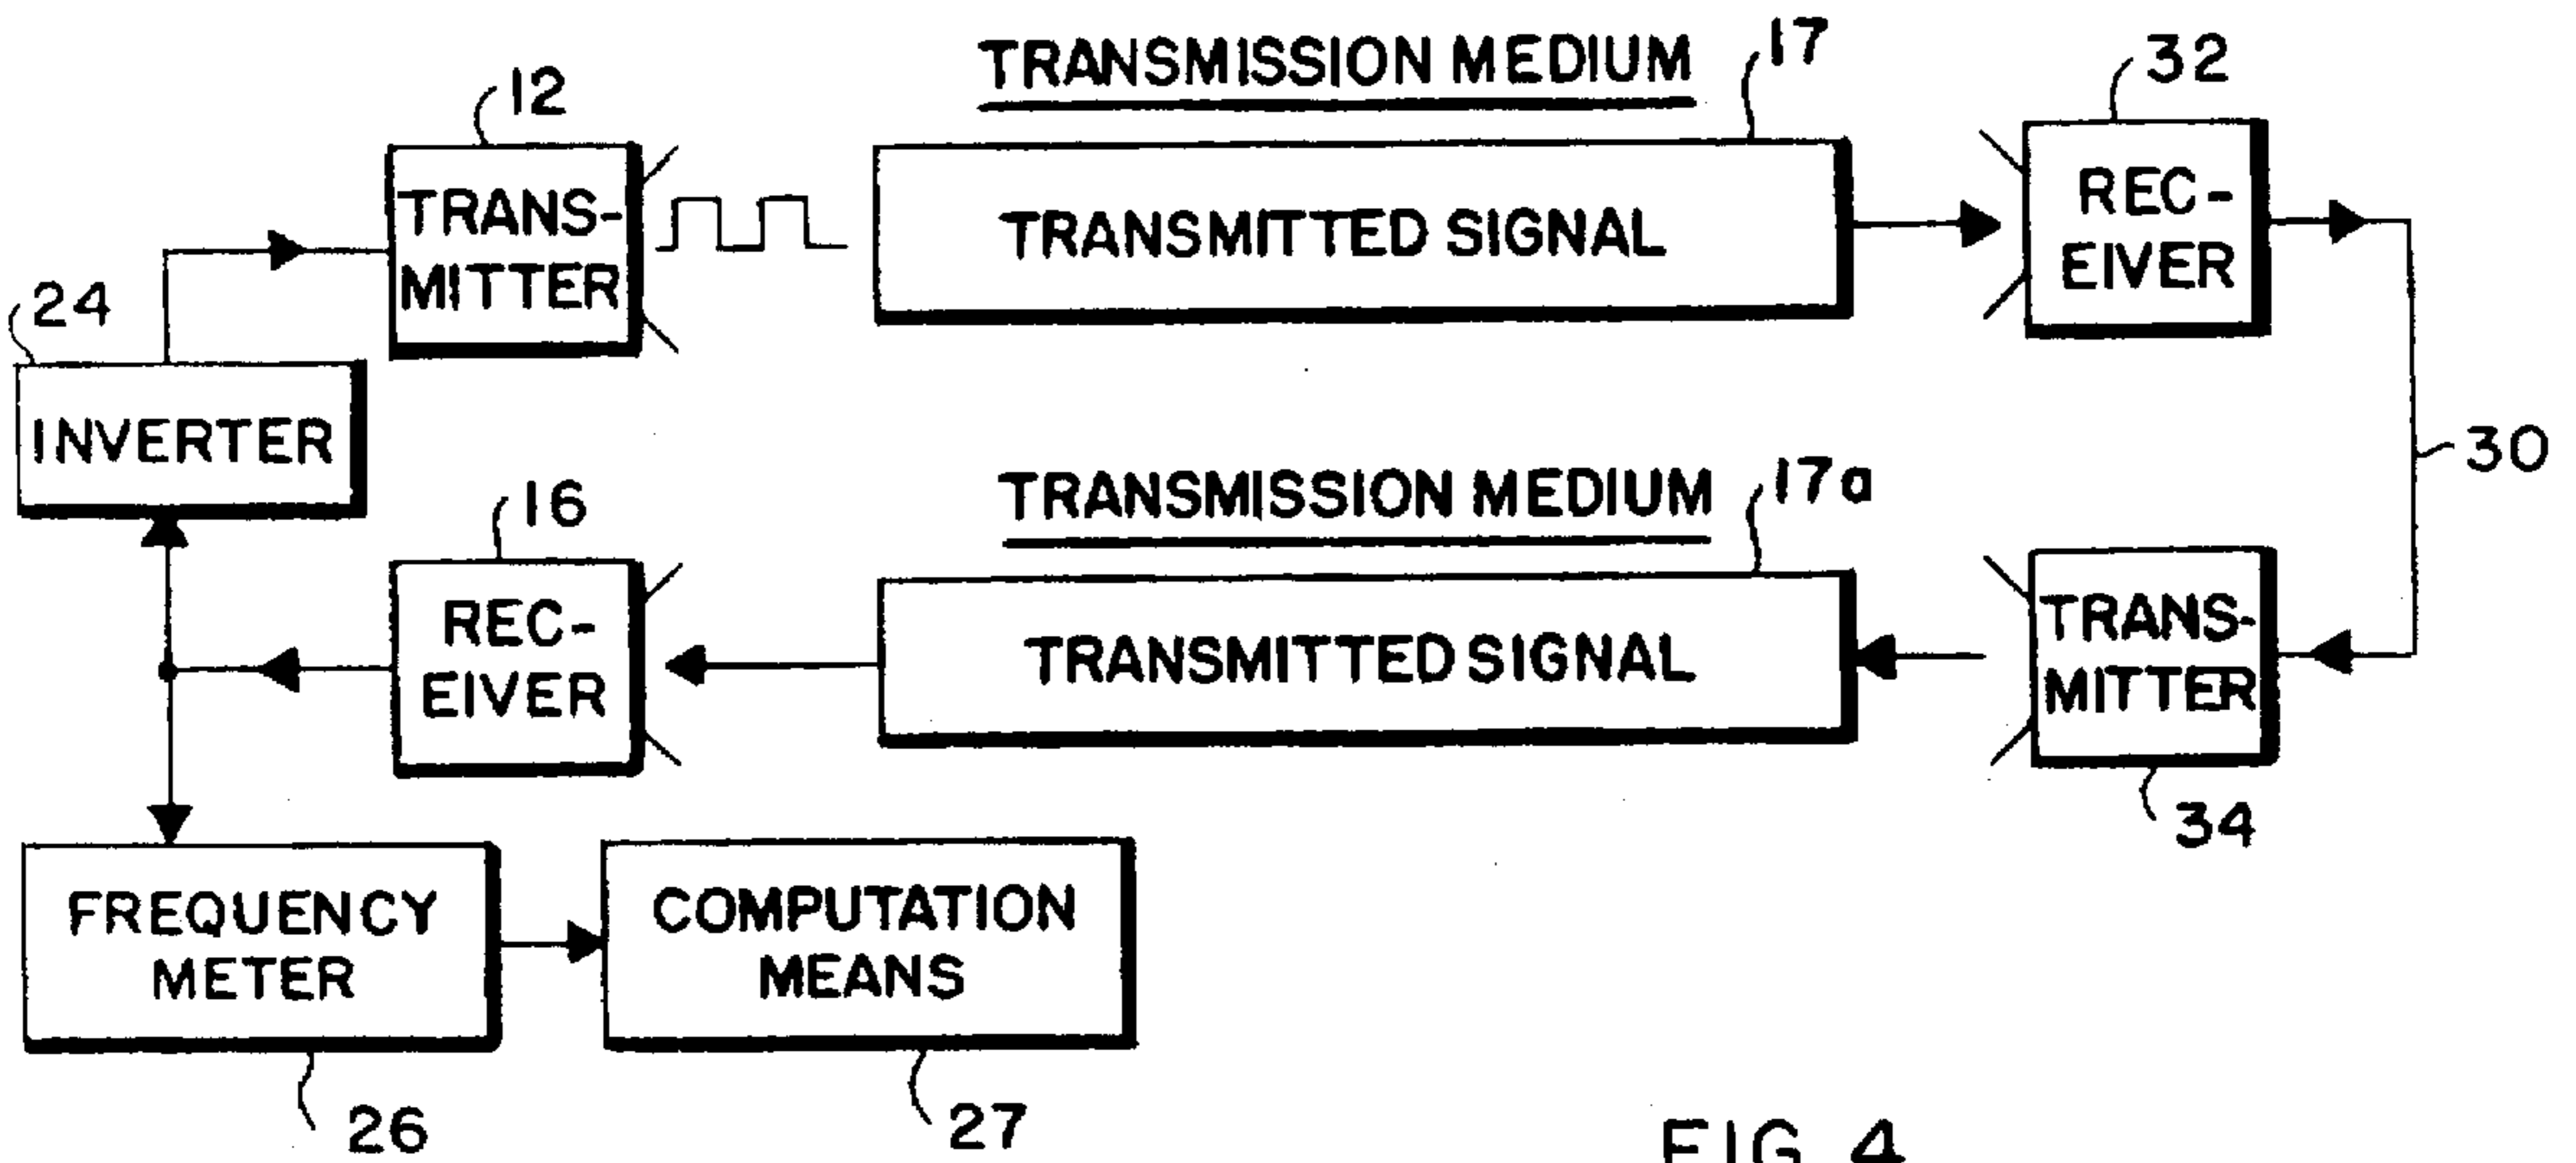 TRANSMISSION MEDIUM
17
32
12
TRANS-
MITTER
TRANSMITTED SIGNAL
REC-
EIVER
24
INVERTER
30
TRANSMISSION MEDIUM
17a
16
REC-
EIVER
TRANSMITTED SIGNAL
TRANS-
MITTER
34
FREQUENCY
METER
COMPUTATION
MEANS
26
27
FIG. 4